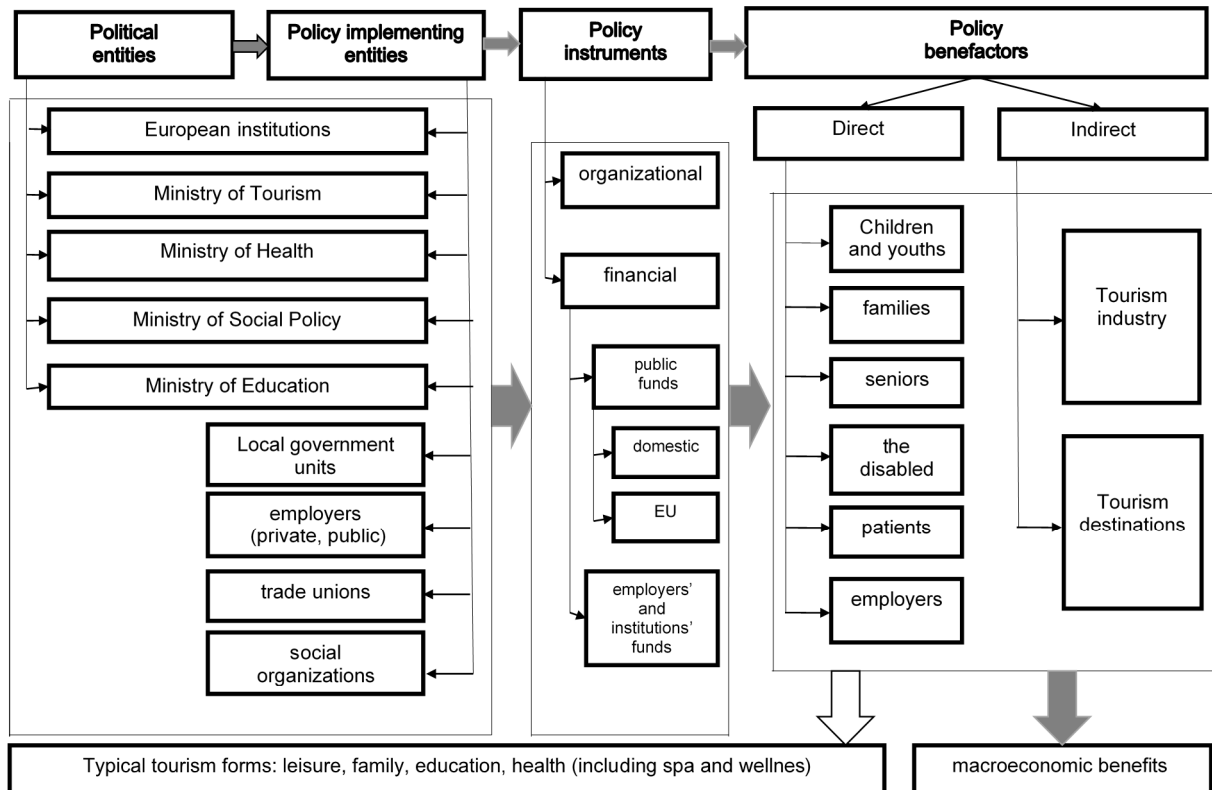 Political
entities
Policy implementing
entities
Policy
instruments
Policy
benefactors
European institutions
Ministry of Tourism
Ministry of Health
Ministry of Social Policy
Ministry of Education
Local government
units
employers
(private, public)
trade unions
social
organizations
organizational
financial
public
funds
domestic
EU
employers’
and
institutions’
funds
Direct
Indirect
Children
and youths
families
seniors
the
disabled
patients
employers
Tourism
industry
Tourism
destinations
Typical tourism forms: leisure, family, education, health (including spa and wellnes)
macroeconomic benefits